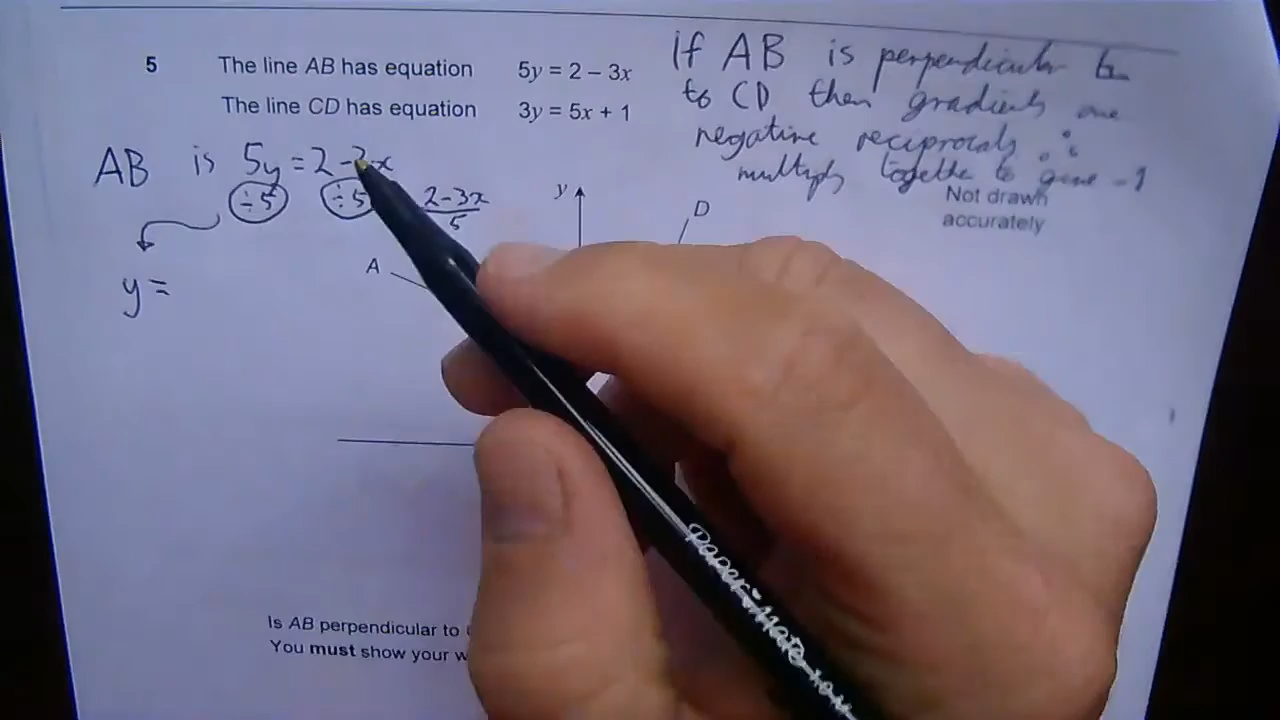 5 The line AB has equation 5y = 2 – 3x
The line CD has equation 3y = 5x + 1
If AB is perpendicular
to CD then gradients are
negative reciprocals ∴
multiply together to give -1
AB is 5y = 2 - 3x
÷5 ÷5 2-3x
5
y =
y
D
Not drawn
accurately
A
Is AB perpendicular to
You must show your
Paper Mate